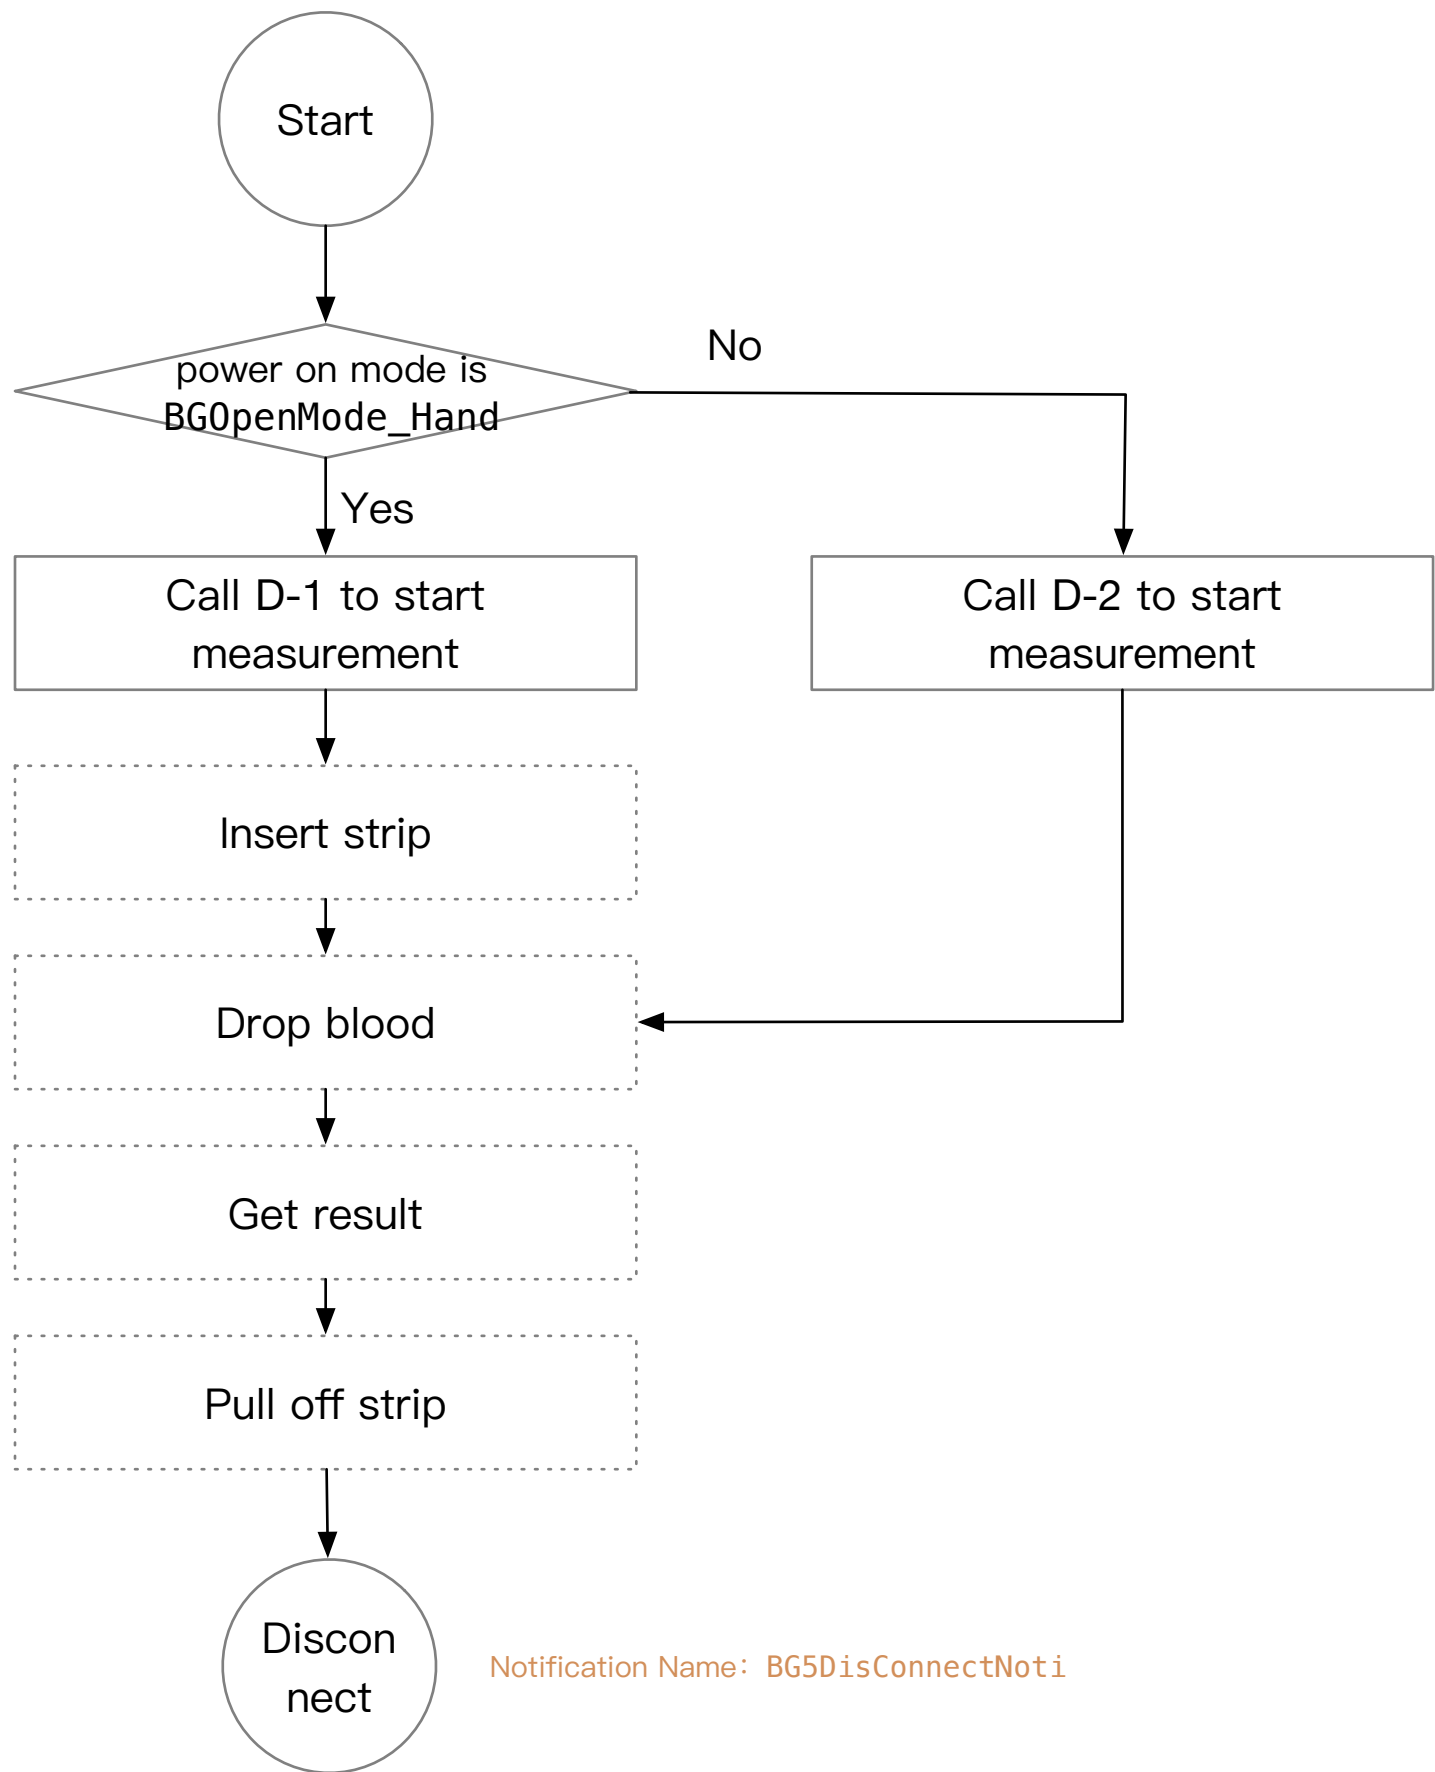 Start
power on mode is
BGOpenMode_Hand
No
Yes
Call D-1 to start
measurement
Call D-2 to start
measurement
Insert strip
Drop blood
Get result
Pull off strip
Discon
nect
Notification Name: BG5DisConnectNoti